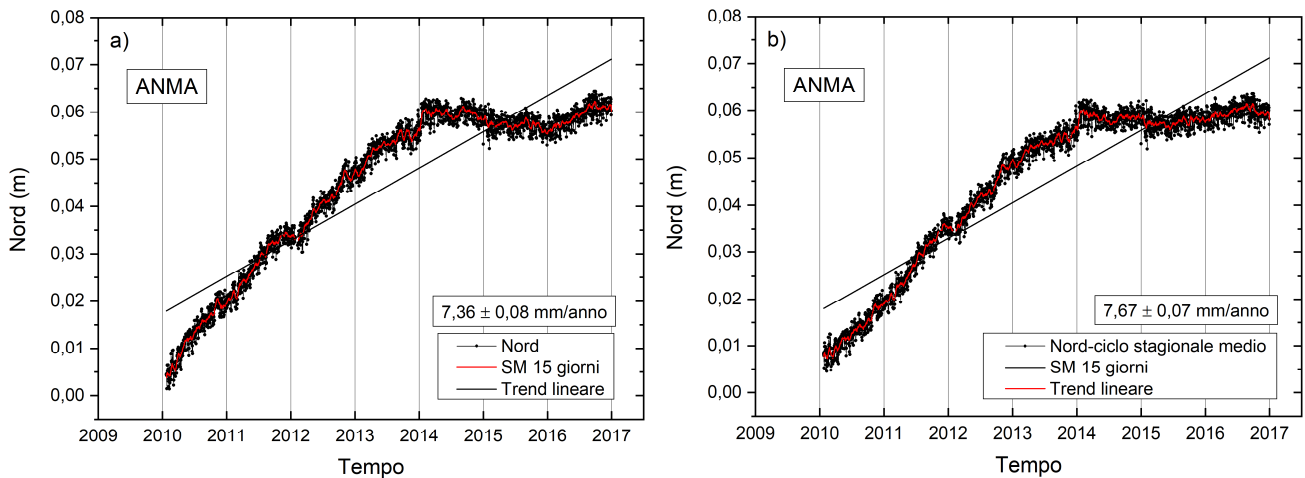 a)
ANMA
Nord (m)
0,08
0,07
0,06
0,05
0,04
0,03
0,02
0,01
0,00
7,36 ± 0,08 mm/anno
Nord
SM 15 giorni
Trend lineare
2009 2010 2011 2012 2013 2014 2015 2016 2017
Tempo
b)
ANMA
Nord (m)
0,08
0,07
0,06
0,05
0,04
0,03
0,02
0,01
0,00
7,67 ± 0,07 mm/anno
Nord-ciclo stagionale medio
SM 15 giorni
Trend lineare
2009 2010 2011 2012 2013 2014 2015 2016 2017
Tempo